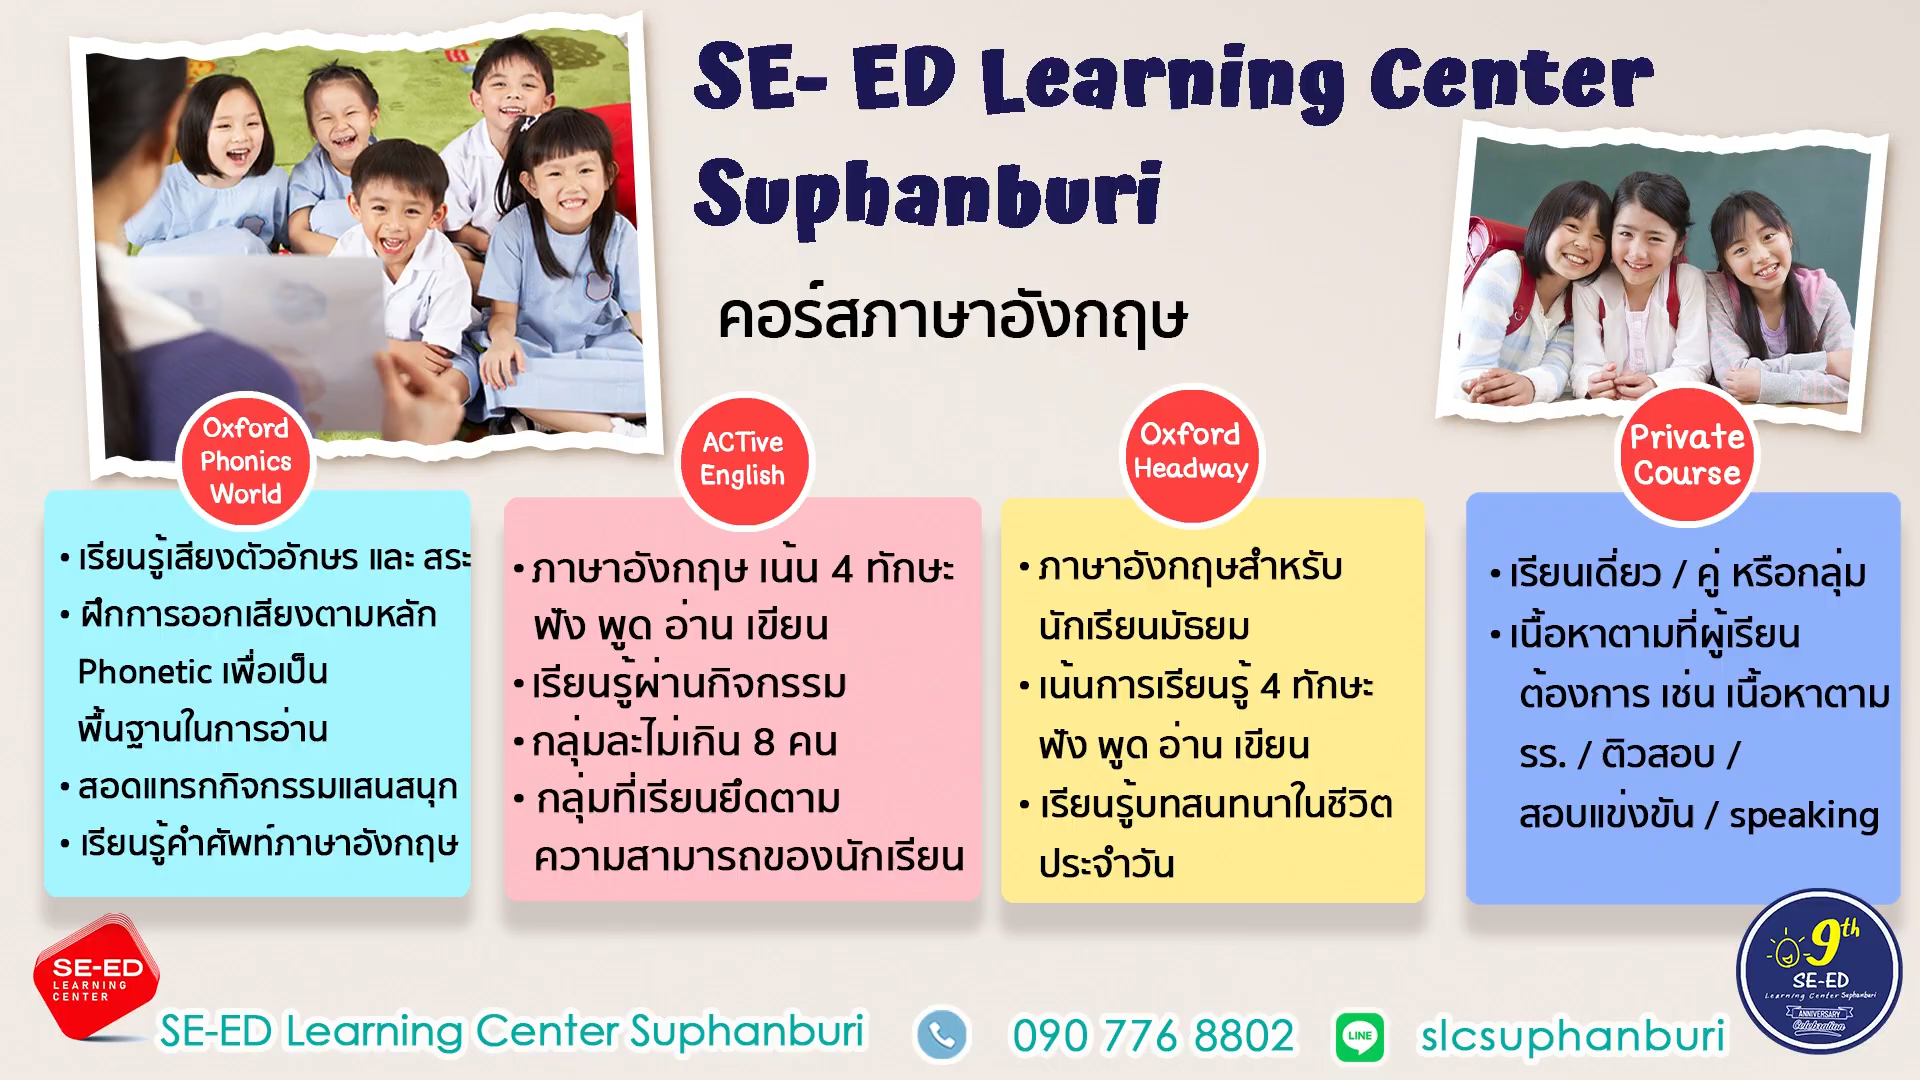 SE- ED Learning Center
Suphanburi
คอร์สภาษาอังกฤษ
Oxford
Phonics
World
• เรียนรู้เสียงตัวอักษร และ สระ
• ฝึกการออกเสียงตามหลัก
Phonetic เพื่อเป็น
พื้นฐานในการอ่าน
• สอดแทรกกิจกรรมแสนสนุก
• เรียนรู้คำศัพท์ภาษาอังกฤษ
ACTive
English
• ภาษาอังกฤษ เน้น 4 ทักษะ
ฟัง พูด อ่าน เขียน
• เรียนรู้ผ่านกิจกรรม
• กลุ่มละไม่เกิน 8 คน
• กลุ่มที่เรียนยึดตาม
ความสามารถของนักเรียน
Oxford
Headway
• ภาษาอังกฤษสำหรับ
นักเรียนมัธยม
• เน้นการเรียนรู้ 4 ทักษะ
ฟัง พูด อ่าน เขียน
• เรียนรู้บทสนทนาในชีวิต
ประจำวัน
Private
Course
• เรียนเดี่ยว / คู่ หรือกลุ่ม
• เนื้อหาตามที่ผู้เรียน
ต้องการ เช่น เนื้อหาตาม
รร. / ติวสอบ /
สอบแข่งขัน / speaking
SE-ED
LEARNING
CENTER
SE-ED Learning Center Suphanburi
090 776 8802
LINE
slcsuphanburi
9th
SE-ED
Learning Center Suphanburi
ANNIVERSARY
Celebration